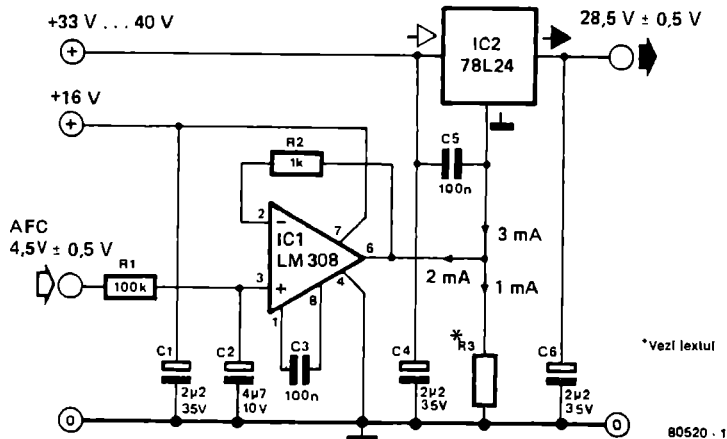 +33 V ... 40 V
28,5 V ± 0,5 V
IC2
78L24
+16 V
R2
1k
C5
100n
2
7
3 mA
AFC
4,5V ± 0,5 V
IC1
LM 308
6
2 mA
1 mA
R1
100k
3
8
4
1
*R3
*Vezi textul
C1
2µ2
35V
C2
4µ7
10V
C3
100n
C4
2µ2
35V
C6
2µ2
35V
0
0
80520 - 1